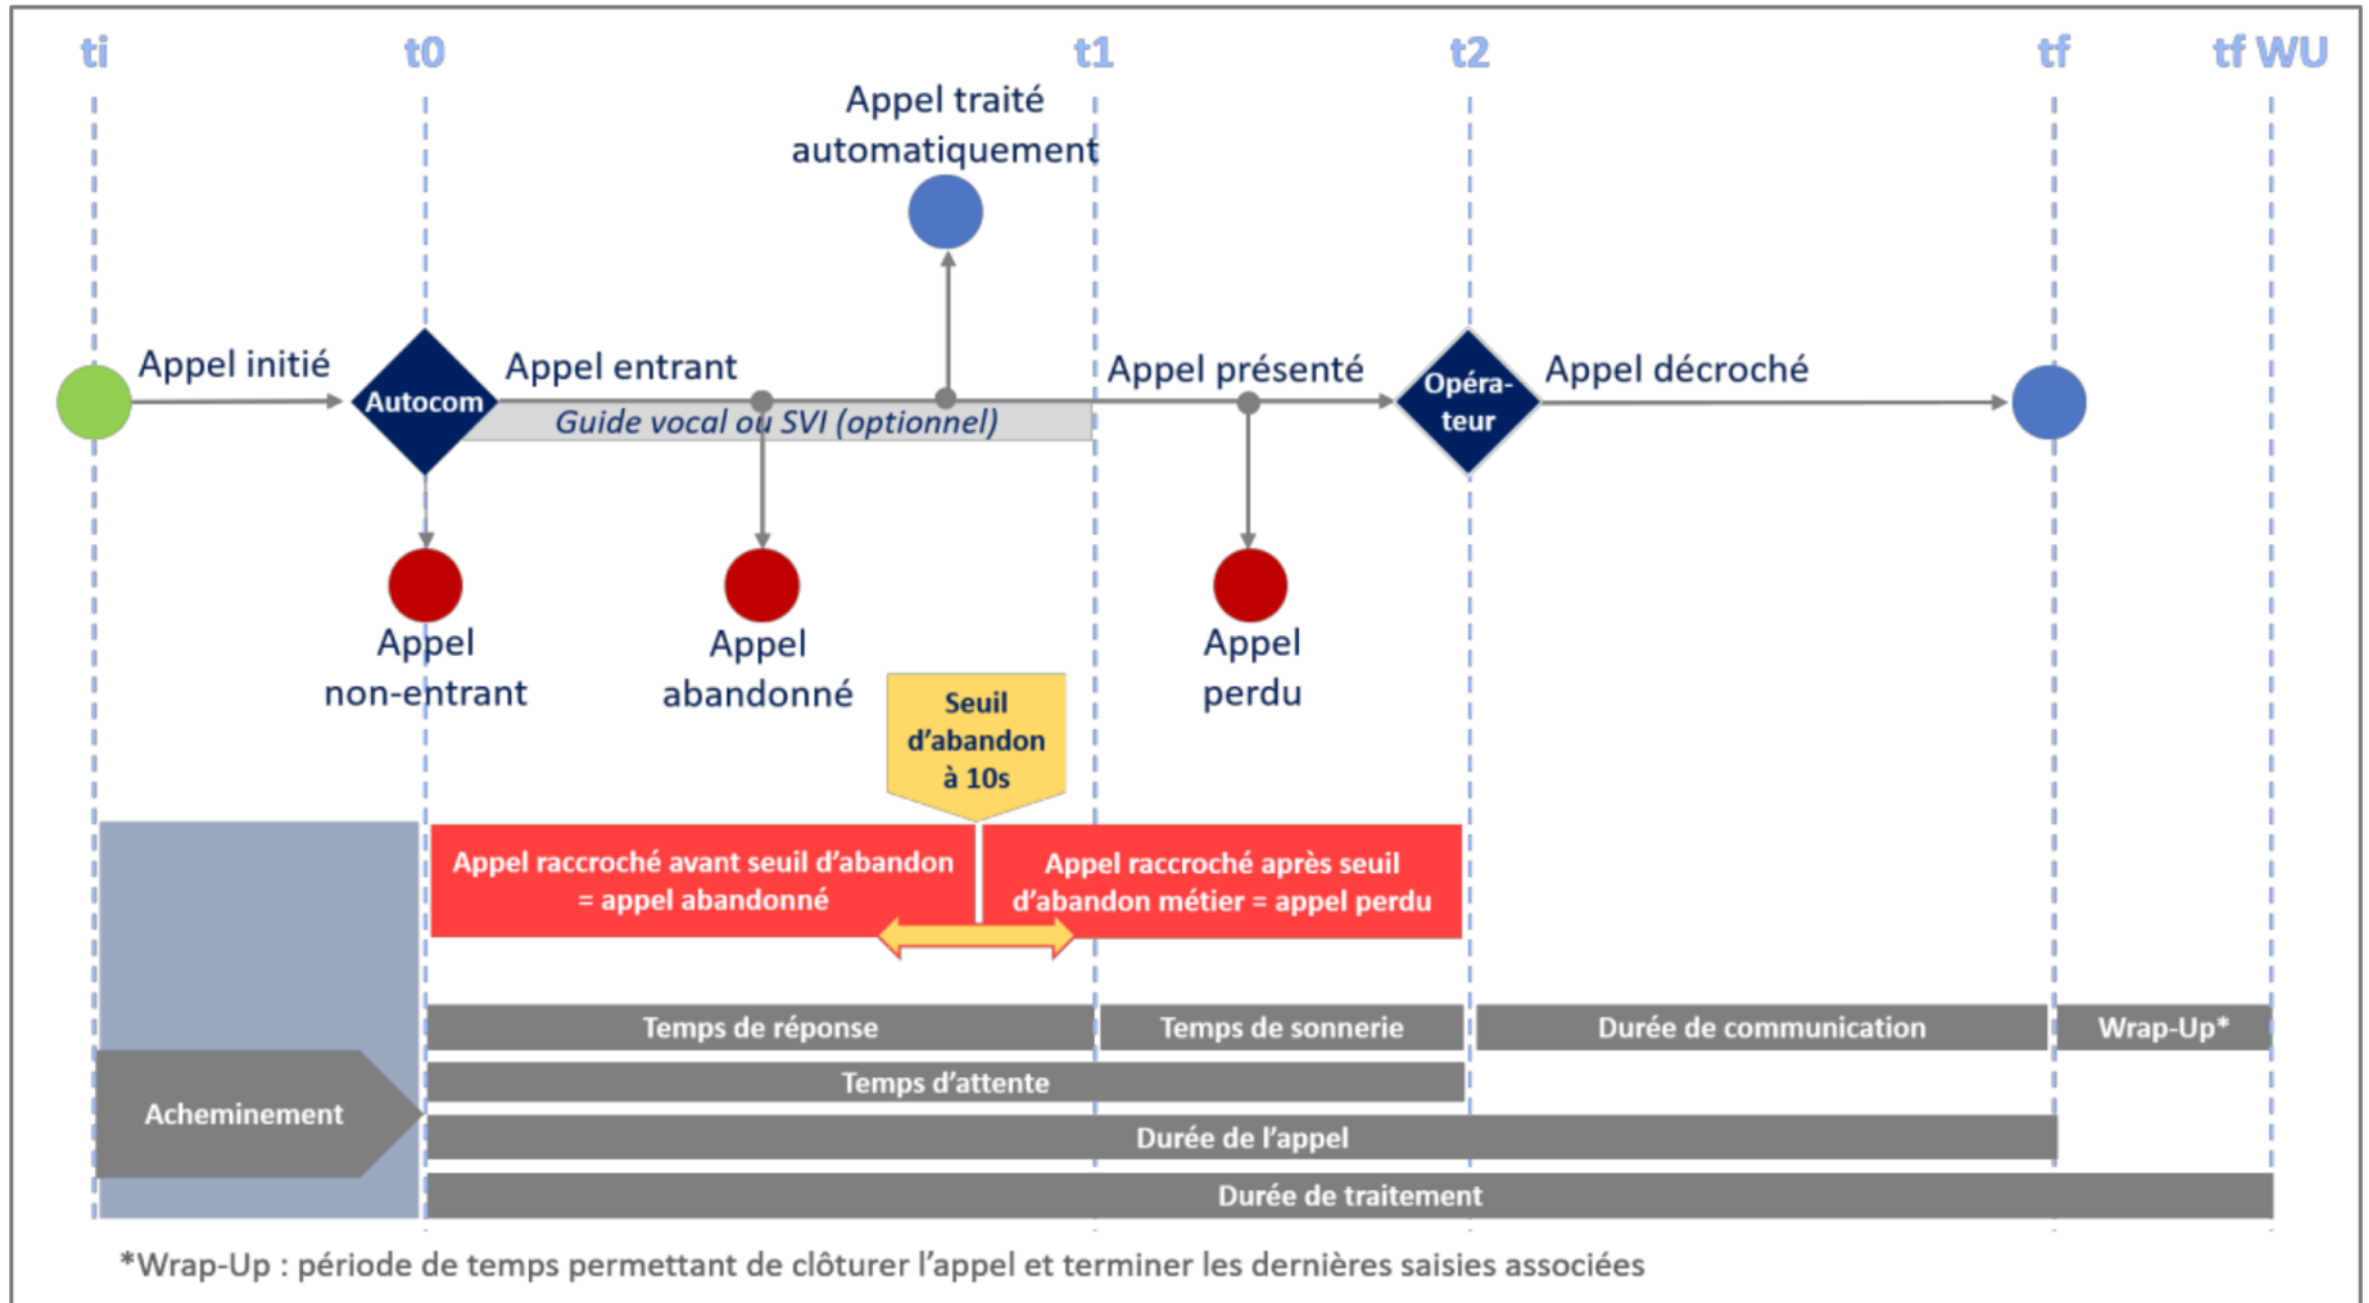 ti
t0
t1
t2
tf
tf WU
Appel traité
automatiquement
Appel initié
Autocom
Appel entrant
Guide vocal ou SVI (optionnel)
Appel présenté
Opéra-
teur
Appel décroché
Appel
non-entrant
Appel
abandonné
Appel
perdu
Seuil
d'abandon
à 10s
Appel raccroché avant seuil d'abandon
= appel abandonné
Appel raccroché après seuil
d'abandon métier = appel perdu
Temps de réponse
Temps de sonnerie
Durée de communication
Wrap-Up*
Temps d'attente
Acheminement
Durée de l'appel
Durée de traitement
*Wrap-Up : période de temps permettant de clôturer l'appel et terminer les dernières saisies associées